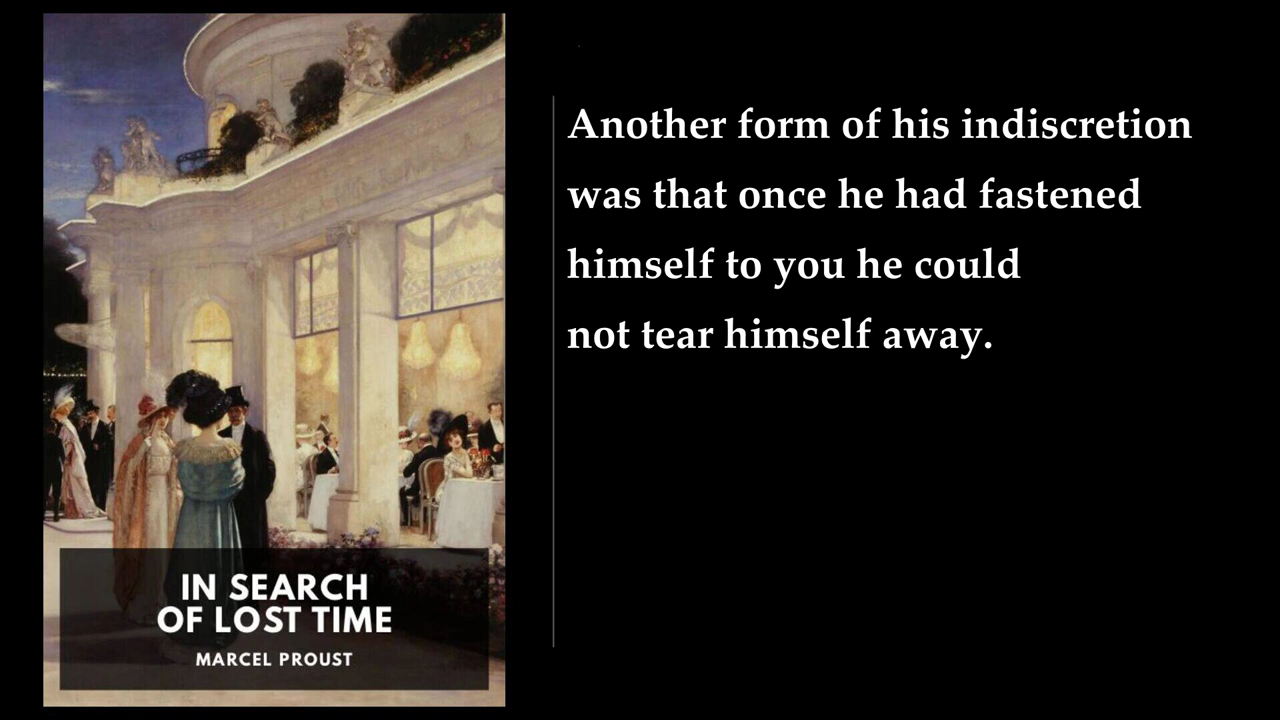 Another form of his indiscretion
was that once he had fastened
himself to you he could
not tear himself away.
IN SEARCH
OF LOST TIME
MARCEL PROUST